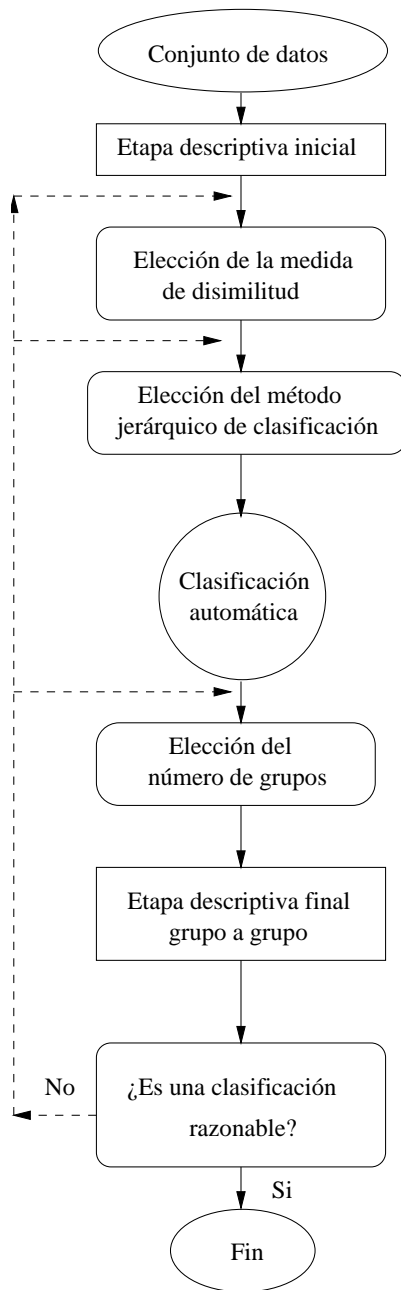 Conjunto de datos
Etapa descriptiva inicial
Elección de la medida
de disimilitud
Elección del método
jerárquico de clasificación
Clasificación
automática
Elección del
número de grupos
Etapa descriptiva final
grupo a grupo
No
¿Es una clasificación
razonable?
Si
Fin